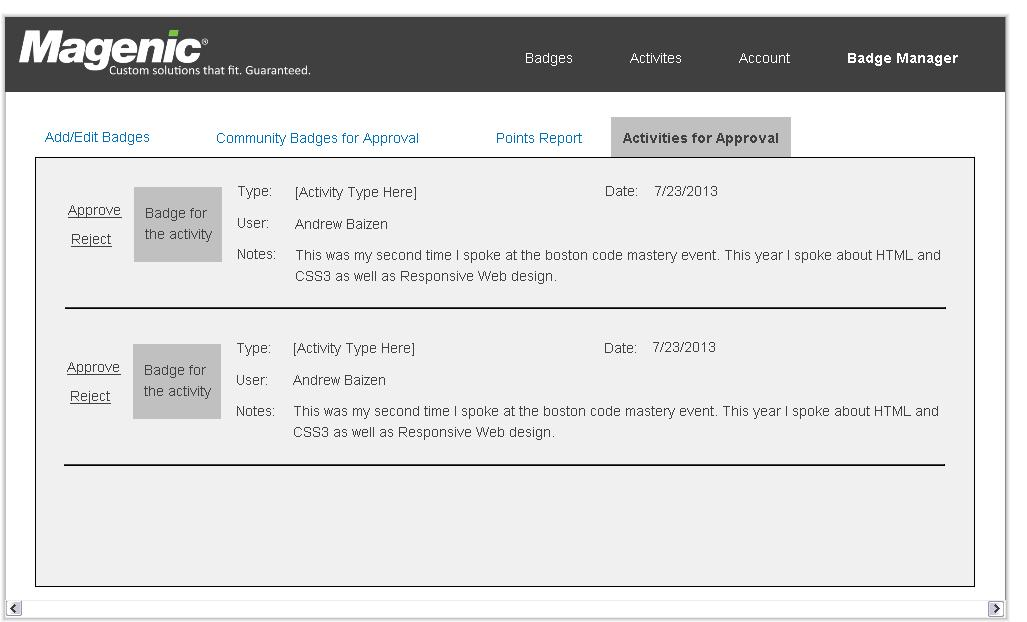 Magenic®
Custom solutions that fit. Guaranteed.
Badges Activites Account Badge Manager
Add/Edit Badges Community Badges for Approval Points Report Activities for Approval
Approve
Reject
Badge for
the activity
Type: [Activity Type Here] Date: 7/23/2013
User: Andrew Baizen
Notes: This was my second time I spoke at the boston code mastery event. This year I spoke about HTML and
CSS3 as well as Responsive Web design.
Approve
Reject
Badge for
the activity
Type: [Activity Type Here] Date: 7/23/2013
User: Andrew Baizen
Notes: This was my second time I spoke at the boston code mastery event. This year I spoke about HTML and
CSS3 as well as Responsive Web design.